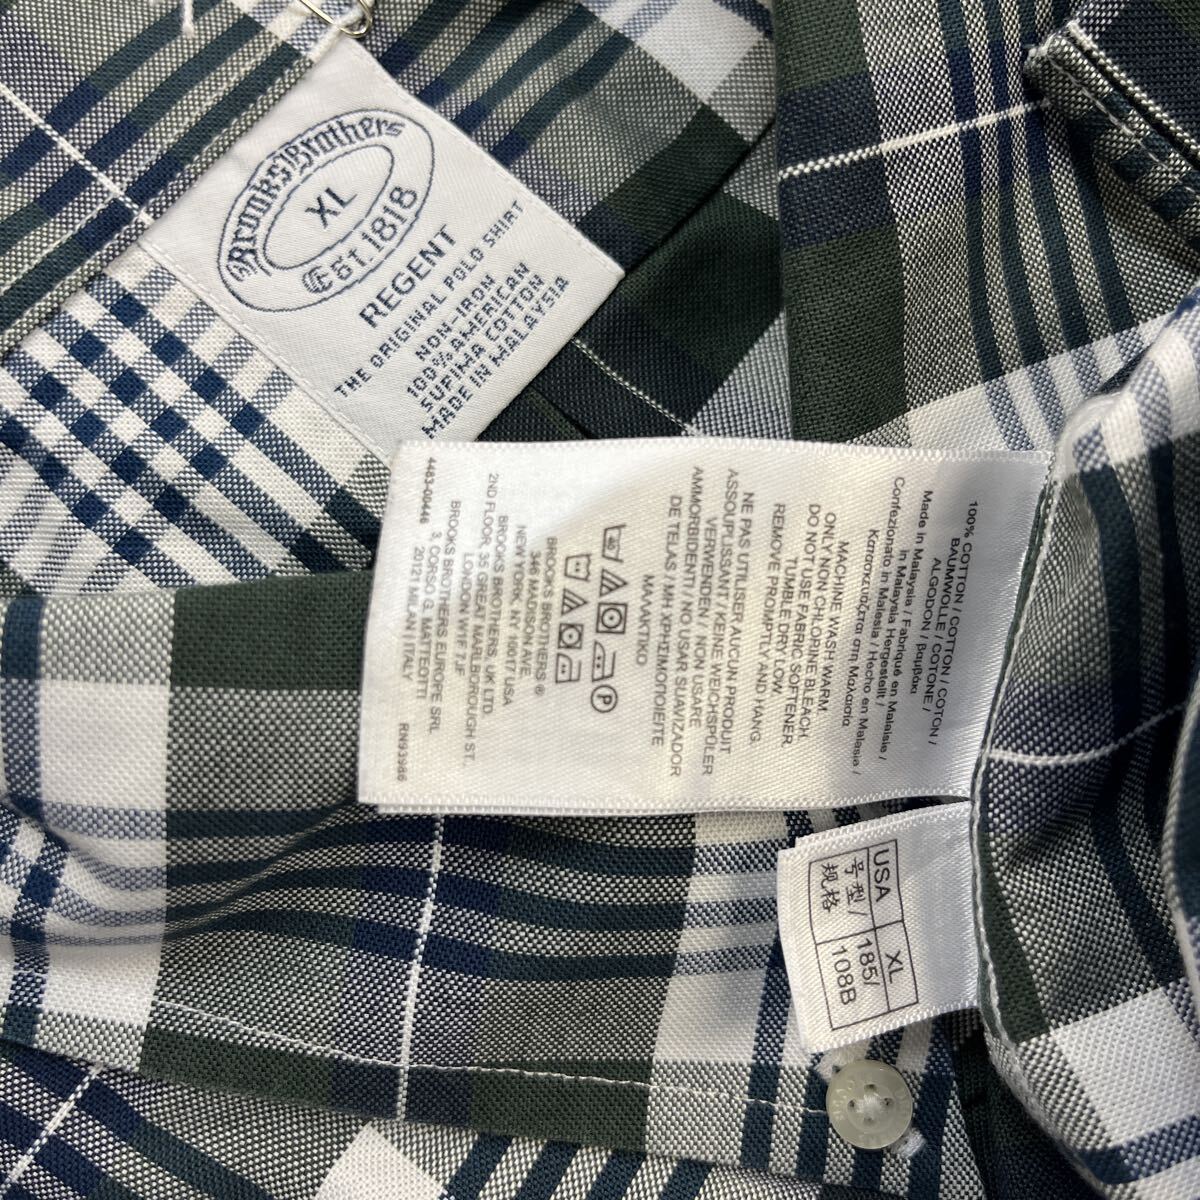 Brooks Brothers
XL
Est. 1818
REGENT
THE ORIGINAL POLO SHIRT
NON-IRON
100% AMERICAN
SUPIMA COTTON
MADE IN MALAYSIA
100% COTTON / COTTON / COTON /
BAUMWOLLE / COTONE /
ALGODON / βαμβάκι
Made in Malaysia / Fabriqué en Malaisie /
Confezionato in Malaysia Hergestellt /
in Malesia / Hecho en Malasia /
Κατασκευάζεται στη Μαλαισία
MACHINE WASH WARM.
ONLY NON CHLORINE BLEACH
DO NOT USE FABRIC SOFTENER
TUMBLE DRY LOW
REMOVE PROMPTLY AND HANG.
NE PAS UTILISER AUCUN PRODUIT
ASSOUPLISSANT / KEINE WEICHSPÜLER
VERWENDEN / NON USARE
AMMORBIDENTI / NO USAR SUAVIZADOR
DE TELAS / ΜΗ ΧΡΗΣΙΜΟΠΟΙΕΙΤΕ
ΜΑΛΑΚΤΙΚΟ
P
BROOKS BROTHERS®
346 MADISON AVE.
NEW YORK, NY 10017 USA
BROOKS BROTHERS, UK LTD.
2ND FLOOR, 35 GREAT MARLBOROUGH ST.,
LONDON W1F 7JF
BROOKS BROTHERS EUROPE SRL
3, CORSO G. MATTEOTTI
20121 MILAN / ITALY
4483-00446 RN93986
USA XL
号型/ 185/
规格 108B